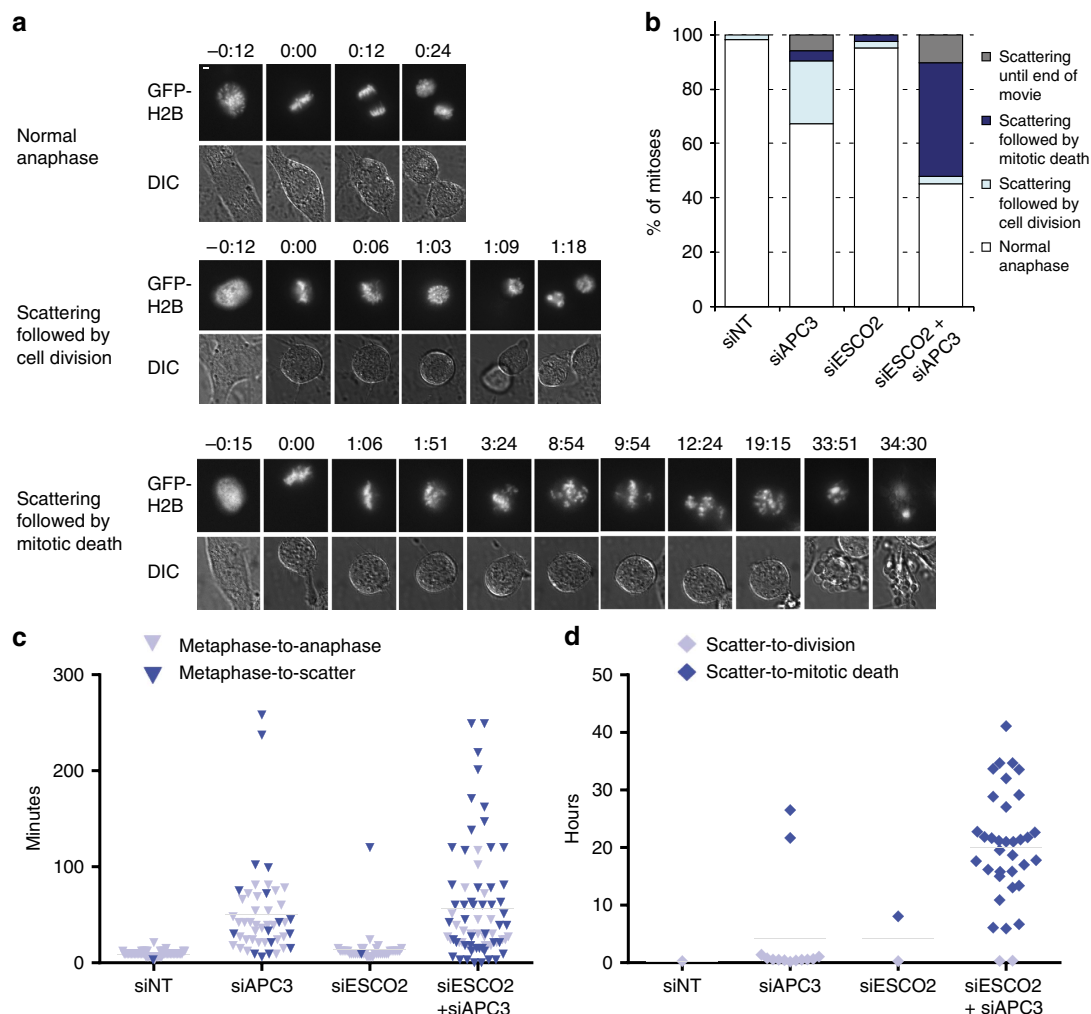 a
−0:12 0:00 0:12 0:24
Normal
anaphase
GFP-
H2B
DIC
−0:12 0:00 0:06 1:03 1:09 1:18
Scattering
followed by
cell division
GFP-
H2B
DIC
−0:15 0:00 1:06 1:51 3:24 8:54 9:54 12:24 19:15 33:51 34:30
Scattering
followed by
mitotic death
GFP-
H2B
DIC
b
% of mitoses
100
80
60
40
20
0
siNT
siAPC3
siESCO2
siESCO2 +
siAPC3
Scattering
until end of
movie
Scattering
followed by
mitotic death
Scattering
followed by
cell division
Normal
anaphase
c
Metaphase-to-anaphase
Metaphase-to-scatter
Minutes
300
200
100
0
siNT siAPC3 siESCO2 siESCO2
+siAPC3
d
Scatter-to-division
Scatter-to-mitotic death
Hours
50
40
30
20
10
0
siNT siAPC3 siESCO2 siESCO2
+ siAPC3